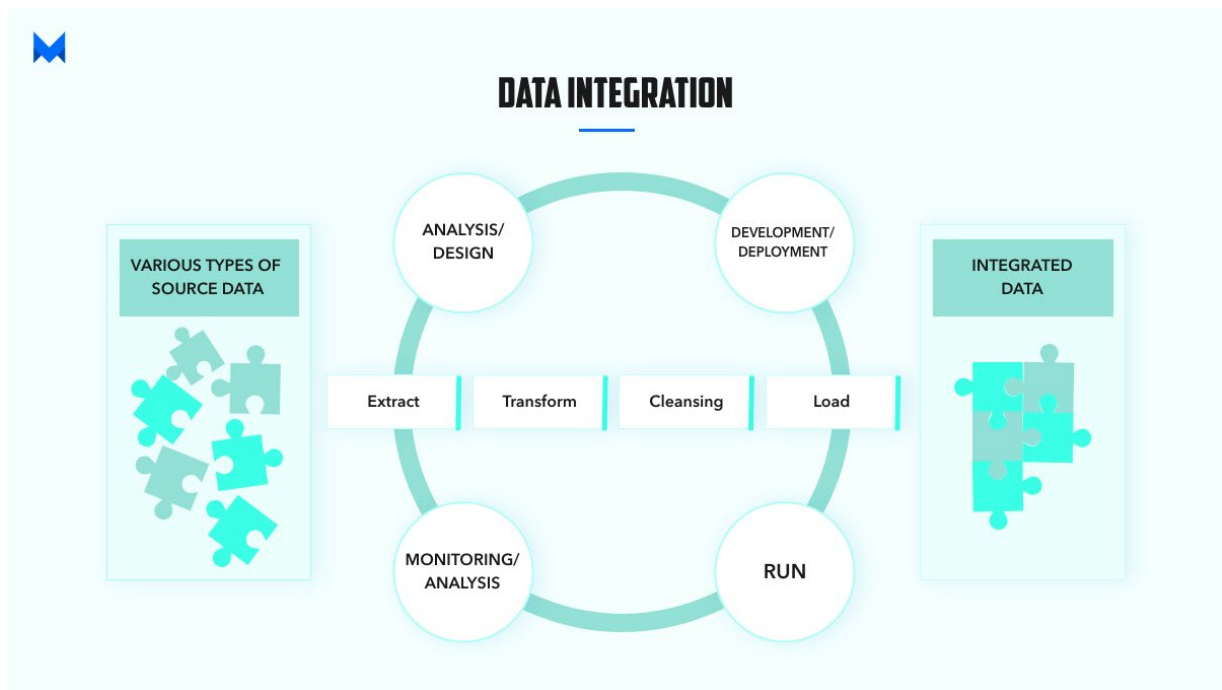 DATA INTEGRATION
VARIOUS TYPES OF
SOURCE DATA
ANALYSIS/
DESIGN
DEVELOPMENT/
DEPLOYMENT
Extract
Transform
Cleansing
Load
MONITORING/
ANALYSIS
RUN
INTEGRATED
DATA